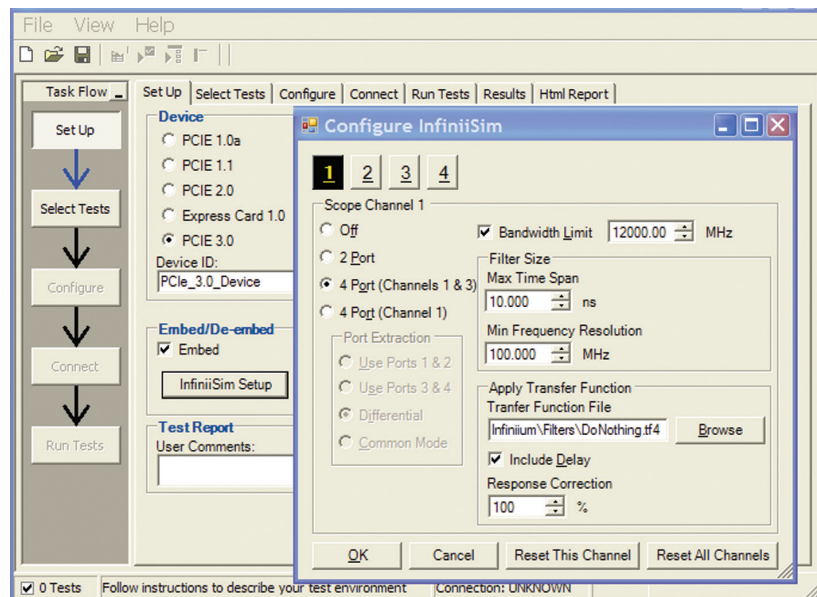 File View Help
Task Flow
Set Up
Select Tests
Configure
Connect
Run Tests
Set Up Select Tests Configure Connect Run Tests Results Html Report
Device
PCIE 1.0a
PCIE 1.1
PCIE 2.0
Express Card 1.0
PCIE 3.0
Device ID:
PCIe_3.0_Device
Embed/De-embed
Embed
InfiniiSim Setup
Test Report
User Comments:
Configure InfiniiSim
1 2 3 4
Scope Channel 1
Off
2 Port
4 Port (Channels 1 & 3)
4 Port (Channel 1)
Port Extraction
Use Ports 1 & 2
Use Ports 3 & 4
Differential
Common Mode
Bandwidth Limit 12000.00 MHz
Filter Size
Max Time Span
10.000 ns
Min Frequency Resolution
100.000 MHz
Apply Transfer Function
Tranfer Function File
Infiniium\Filters\DoNothing.tf4 Browse
Include Delay
Response Correction
100 %
OK Cancel Reset This Channel Reset All Channels
0 Tests Follow instructions to describe your test environment Connection: UNKNOWN